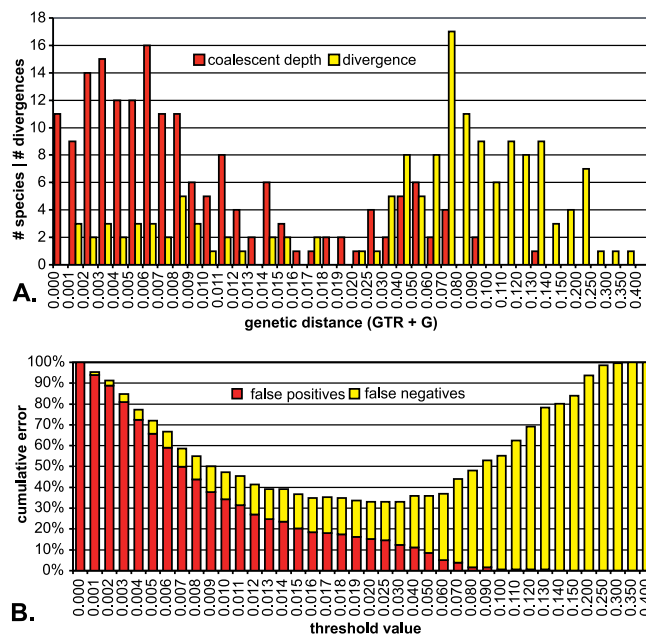 18
16
14
12
10
8
6
4
2
0
coalescent depth divergence
# species | # divergences
0.000 0.001 0.002 0.003 0.004 0.005 0.006 0.007 0.008 0.009 0.010 0.011 0.012 0.013 0.014 0.015 0.016 0.017 0.018 0.019 0.020 0.025 0.030 0.040 0.050 0.060 0.070 0.080 0.090 0.100 0.110 0.120 0.130 0.140 0.150 0.200 0.250 0.300 0.350 0.400
A.
genetic distance (GTR + G)
100%
90%
80%
70%
60%
50%
40%
30%
20%
10%
0%
false positives false negatives
cumulative error
0.000 0.001 0.002 0.003 0.004 0.005 0.006 0.007 0.008 0.009 0.010 0.011 0.012 0.013 0.014 0.015 0.016 0.017 0.018 0.019 0.020 0.025 0.030 0.040 0.050 0.060 0.070 0.080 0.090 0.100 0.110 0.120 0.130 0.140 0.150 0.200 0.250 0.300 0.350 0.400
B.
threshold value